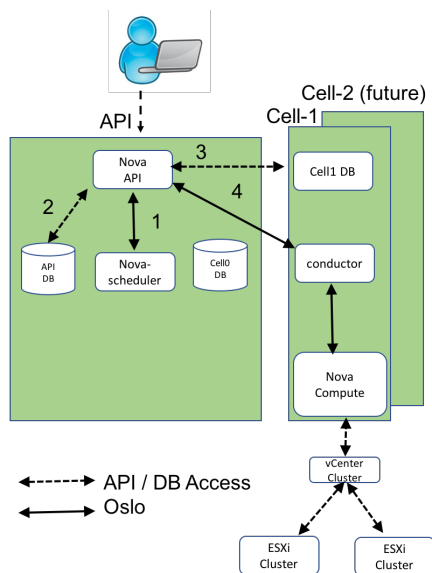 API
Cell-2 (future)
Cell-1
Nova
API
3
Cell1 DB
2
4
1
API
DB
Nova-
scheduler
Cell0
DB
conductor
Nova
Compute
vCenter
Cluster
API / DB Access
Oslo
ESXi
Cluster
ESXi
Cluster